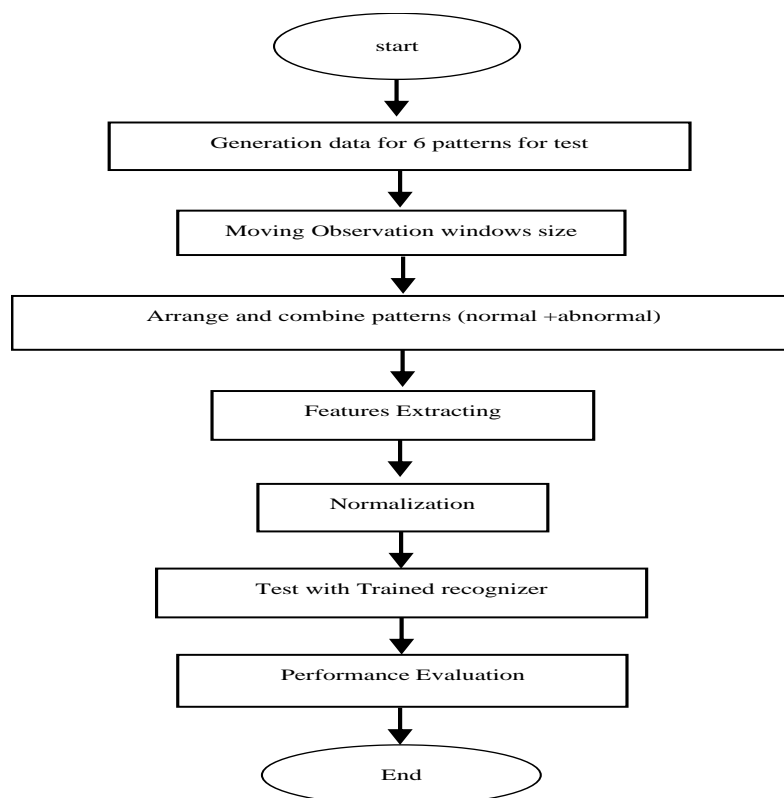 start
Generation data for 6 patterns for test
Moving Observation windows size
Arrange and combine patterns (normal +abnormal)
Features Extracting
Normalization
Test with Trained recognizer
Performance Evaluation
End